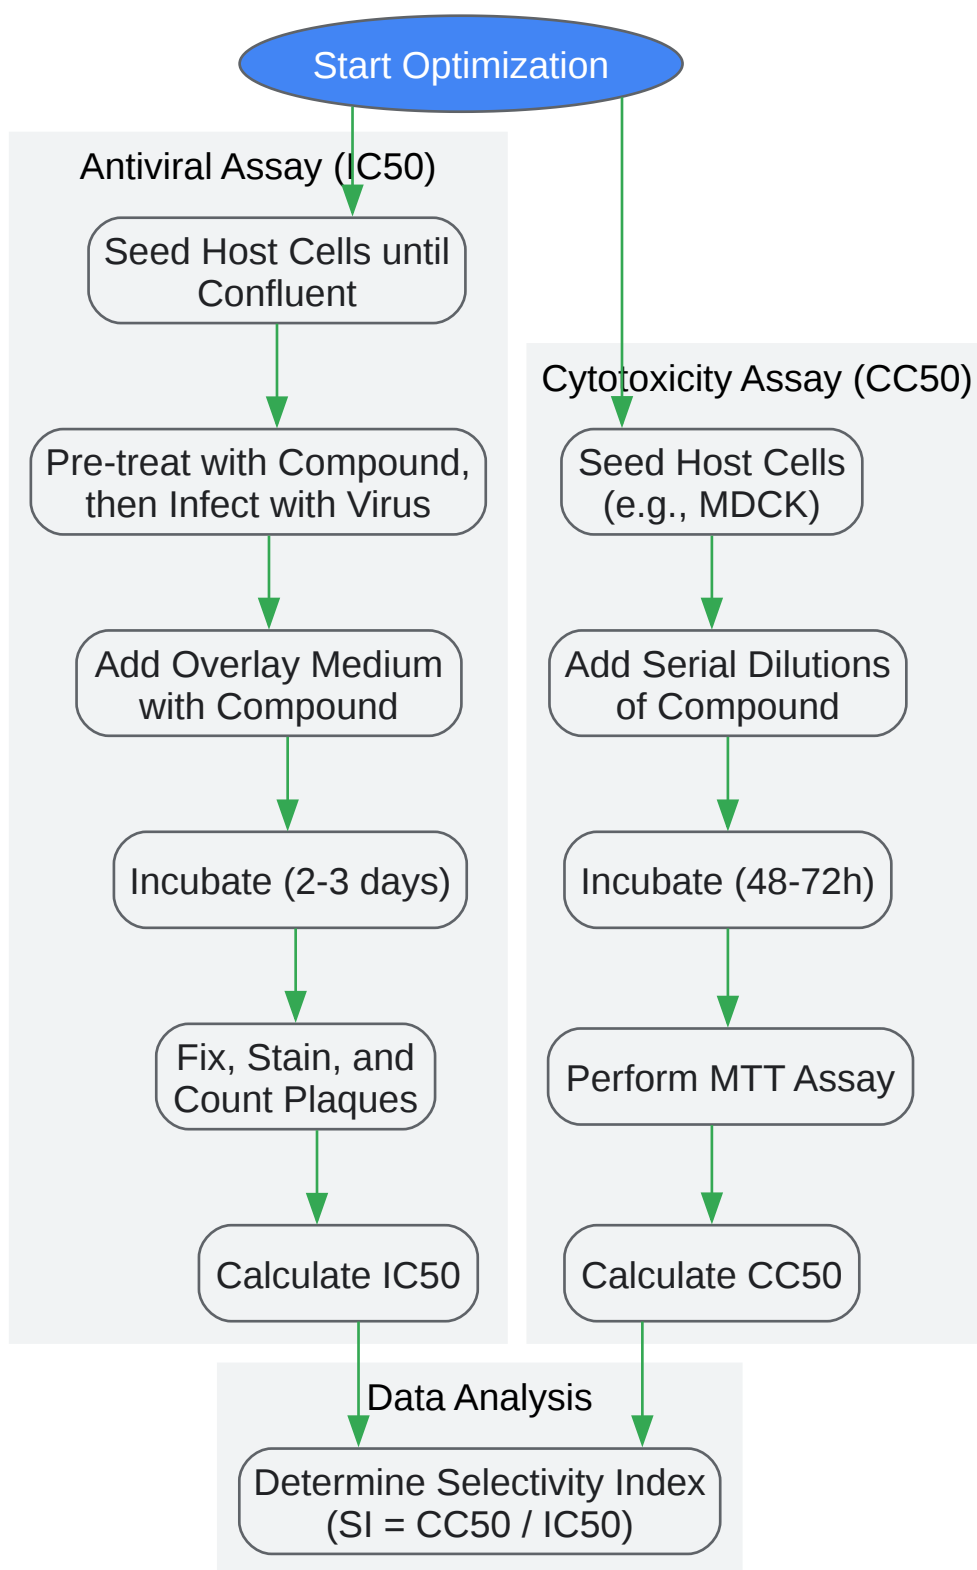 Start Optimization
Antiviral Assay (IC50)
Seed Host Cells until
Confluent
Pre-treat with Compound,
then Infect with Virus
Add Overlay Medium
with Compound
Incubate (2-3 days)
Fix, Stain, and
Count Plaques
Calculate IC50
Cytotoxicity Assay (CC50)
Seed Host Cells
(e.g., MDCK)
Add Serial Dilutions
of Compound
Incubate (48-72h)
Perform MTT Assay
Calculate CC50
Data Analysis
Determine Selectivity Index
(SI = CC50 / IC50)